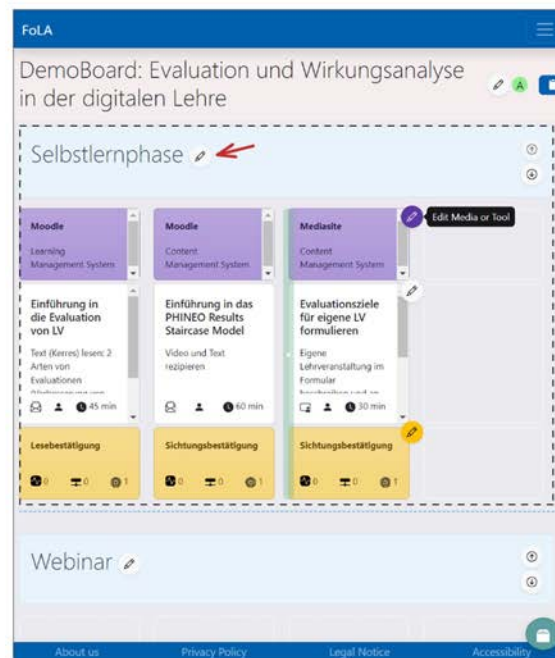 FoLA
DemoBoard: Evaluation und Wirkungsanalyse
in der digitalen Lehre
A
Selbstlernphase
Moodle
Learning
Management System
Moodle
Content
Management System
Mediasite
Content
Management System
Edit Media or Tool
Einführung in
die Evaluation
von LV
Text (Kerres) lesen: 2
Arten von
Evaluationen
45 min
Einführung in das
PHINEO Results
Staircase Model
Video und Text
rezipieren
60 min
Evaluationsziele
für eigene LV
formulieren
Eigene
Lehrveranstaltung im
Formular
30 min
Lesebestätigung
0 0 1
Sichtungsbestätigung
0 0 1
Sichtungsbestätigung
0 0 1
Webinar
About us Privacy Policy Legal Notice Accessibility